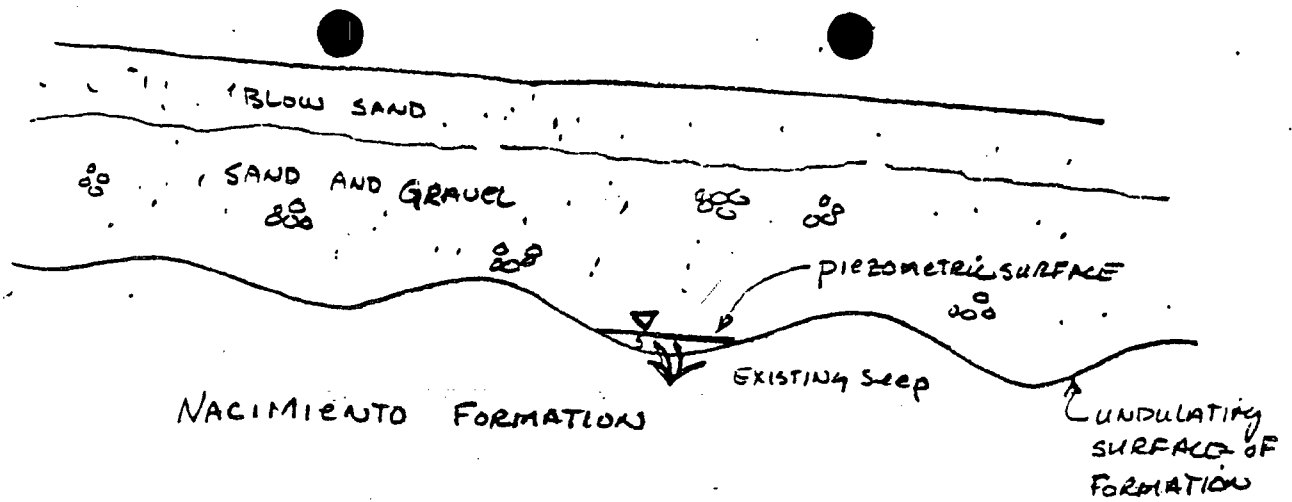 BLOW SAND
SAND AND GRAVEL
PIEZOMETRIC SURFACE
EXISTING Seep
NACIMIENTO FORMATION
UNDULATING
SURFACE OF
FORMATION